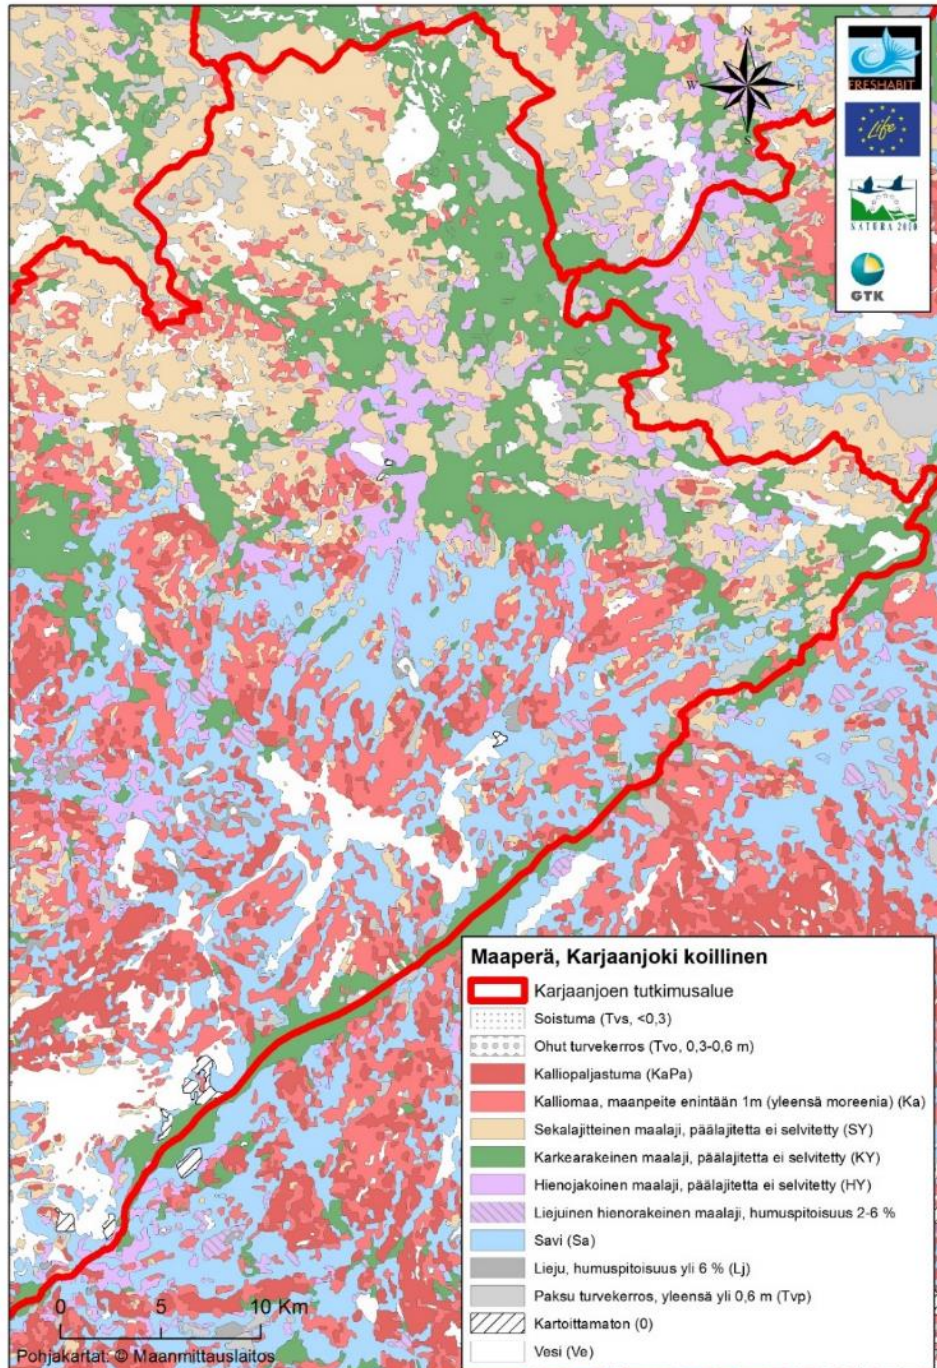 N
W
E
S
FRESHABIT
Life
NATURA 2000
GTK
Maaperä, Karjaanjoki koillinen
Karjaanjoen tutkimusalue
Soistuma (Tvs, <0,3)
Ohut turvekerros (Tvo, 0,3-0,6 m)
Kalliopaljastuma (KaPa)
Kalliomaa, maanpeite enintään 1m (yleensä moreenia) (Ka)
Sekalajitteinen maalaji, päälajitetta ei selvitetty (SY)
Karkearakeinen maalaji, päälajitetta ei selvitetty (KY)
Hienojakoinen maalaji, päälajitetta ei selvitetty (HY)
Liejuinen hienorakeinen maalaji, humuspitoisuus 2-6 %
Savi (Sa)
Lieju, humuspitoisuus yli 6 % (Lj)
Paksu turvekerros, yleensä yli 0,6 m (Tvp)
Kartoittamaton (0)
Vesi (Ve)
0 5 10 Km
Pohjakartat: © Maanmittauslaitos